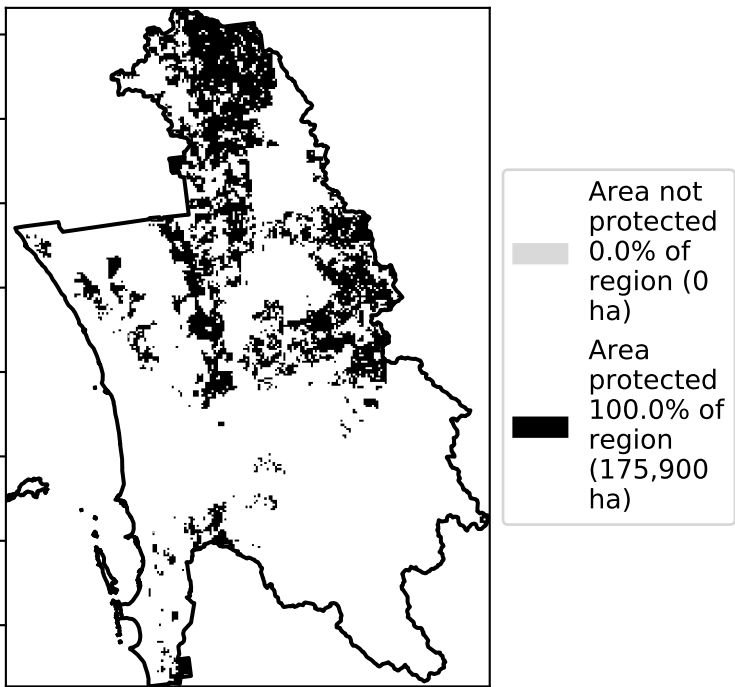 Area not
protected
0.0% of
region (0
ha)
Area
protected
100.0% of
region
(175,900
ha)